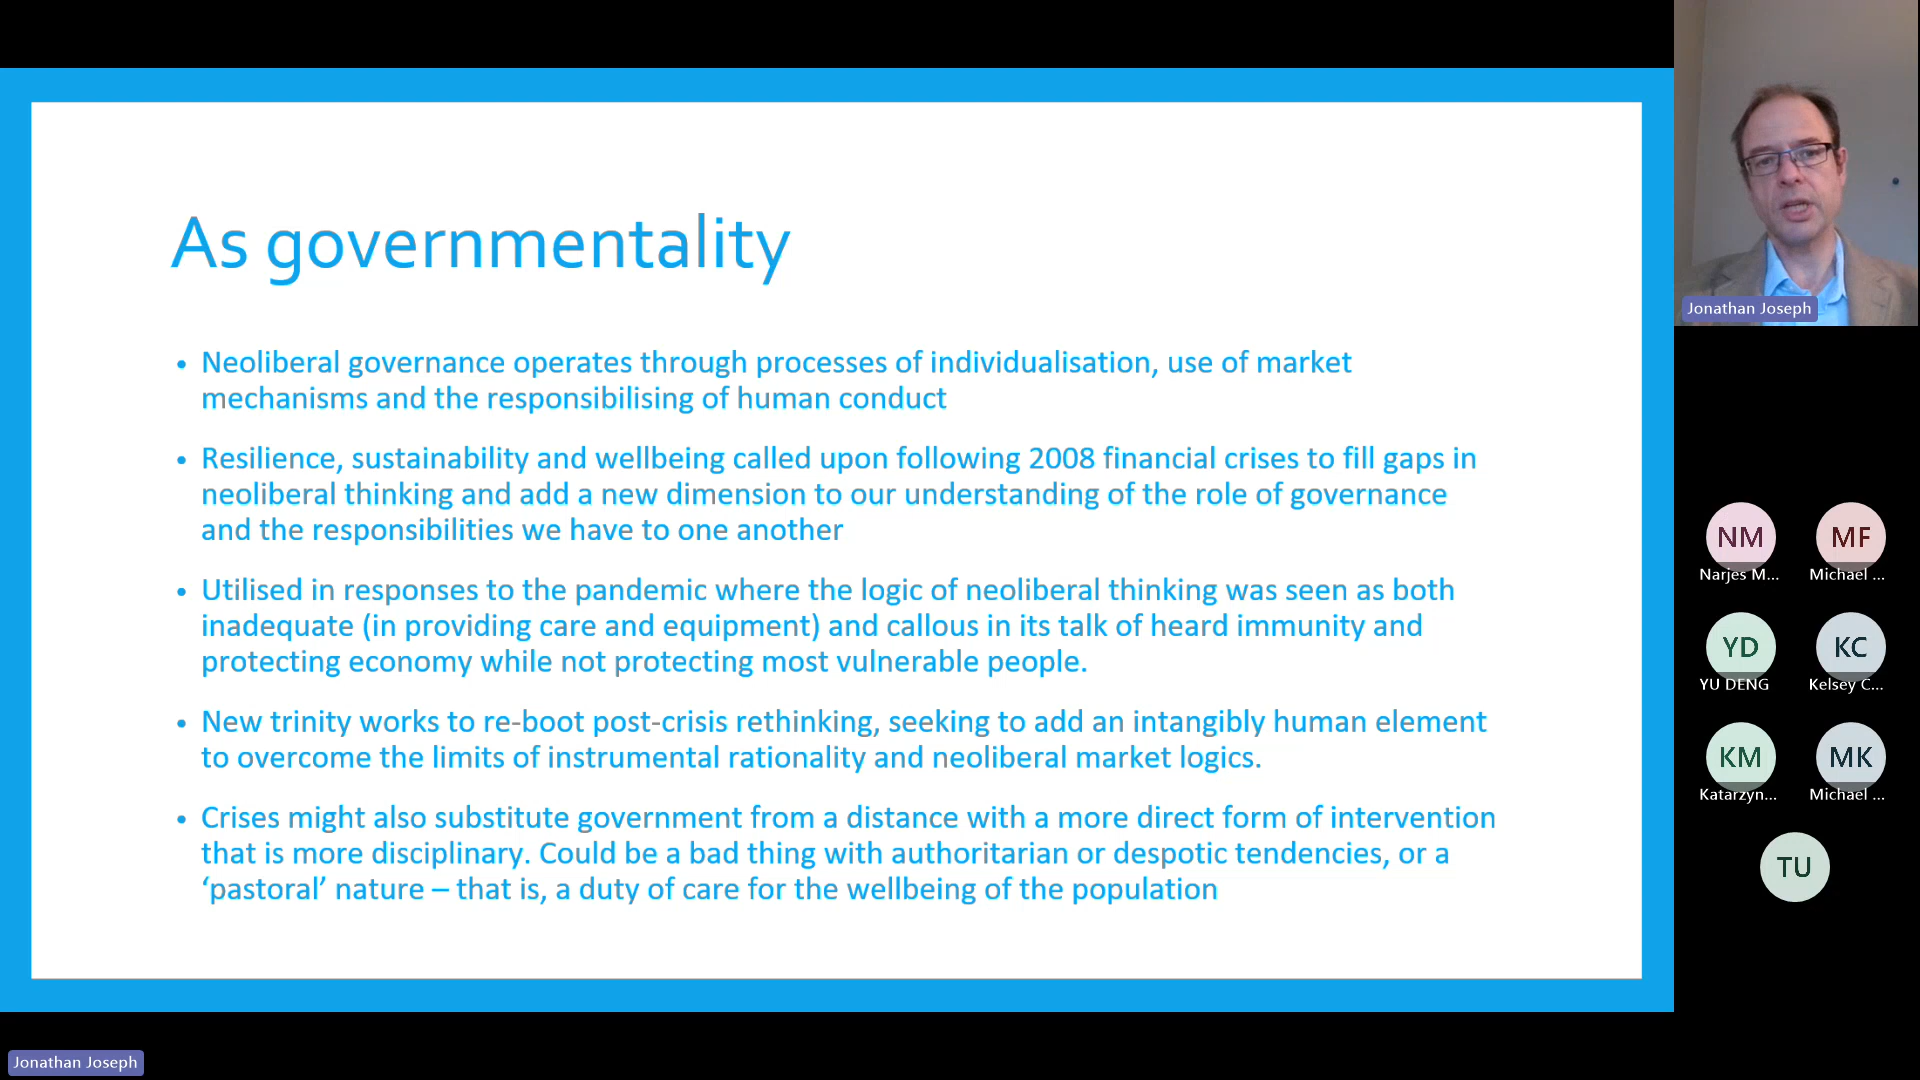 As governmentality
• Neoliberal governance operates through processes of individualisation, use of market
mechanisms and the responsibilising of human conduct
• Resilience, sustainability and wellbeing called upon following 2008 financial crises to fill gaps in
neoliberal thinking and add a new dimension to our understanding of the role of governance
and the responsibilities we have to one another
• Utilised in responses to the pandemic where the logic of neoliberal thinking was seen as both
inadequate (in providing care and equipment) and callous in its talk of heard immunity and
protecting economy while not protecting most vulnerable people.
• New trinity works to re-boot post-crisis rethinking, seeking to add an intangibly human element
to overcome the limits of instrumental rationality and neoliberal market logics.
• Crises might also substitute government from a distance with a more direct form of intervention
that is more disciplinary. Could be a bad thing with authoritarian or despotic tendencies, or a
‘pastoral’ nature – that is, a duty of care for the wellbeing of the population
Jonathan Joseph
NM
MF
Narjes M...
Michael ...
YD
KC
YU DENG
Kelsey C...
KM
MK
Katarzyn...
Michael ...
TU
Jonathan Joseph